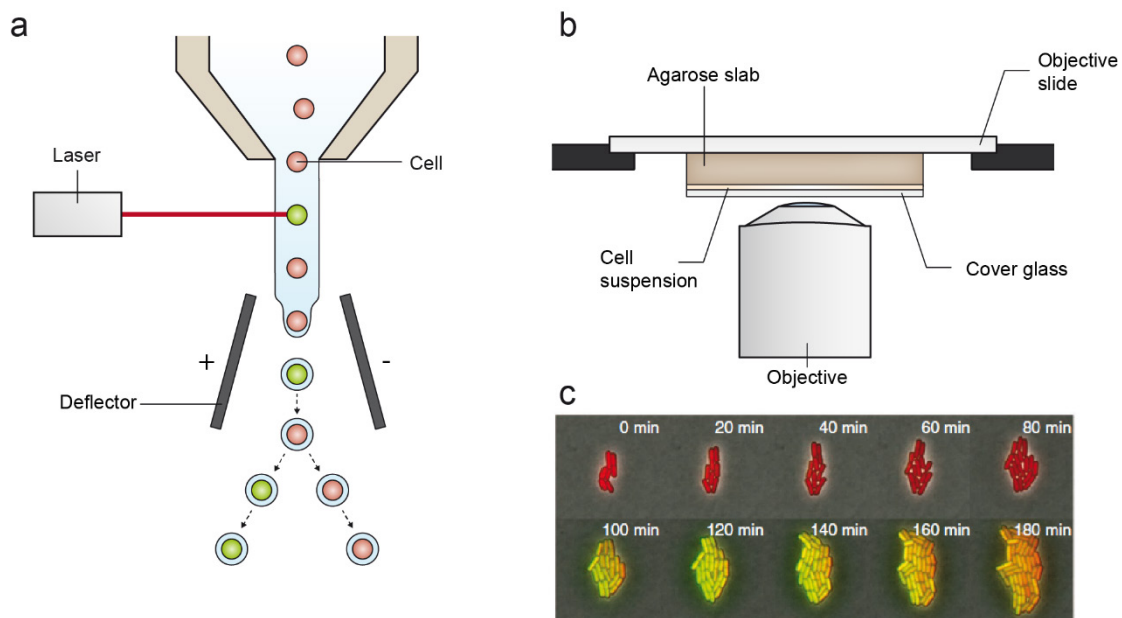 a
Laser
Cell
+
-
Deflector
b
Agarose slab
Objective
slide
Cell
suspension
Cover glass
Objective
c
0 min
20 min
40 min
60 min
80 min
100 min
120 min
140 min
160 min
180 min